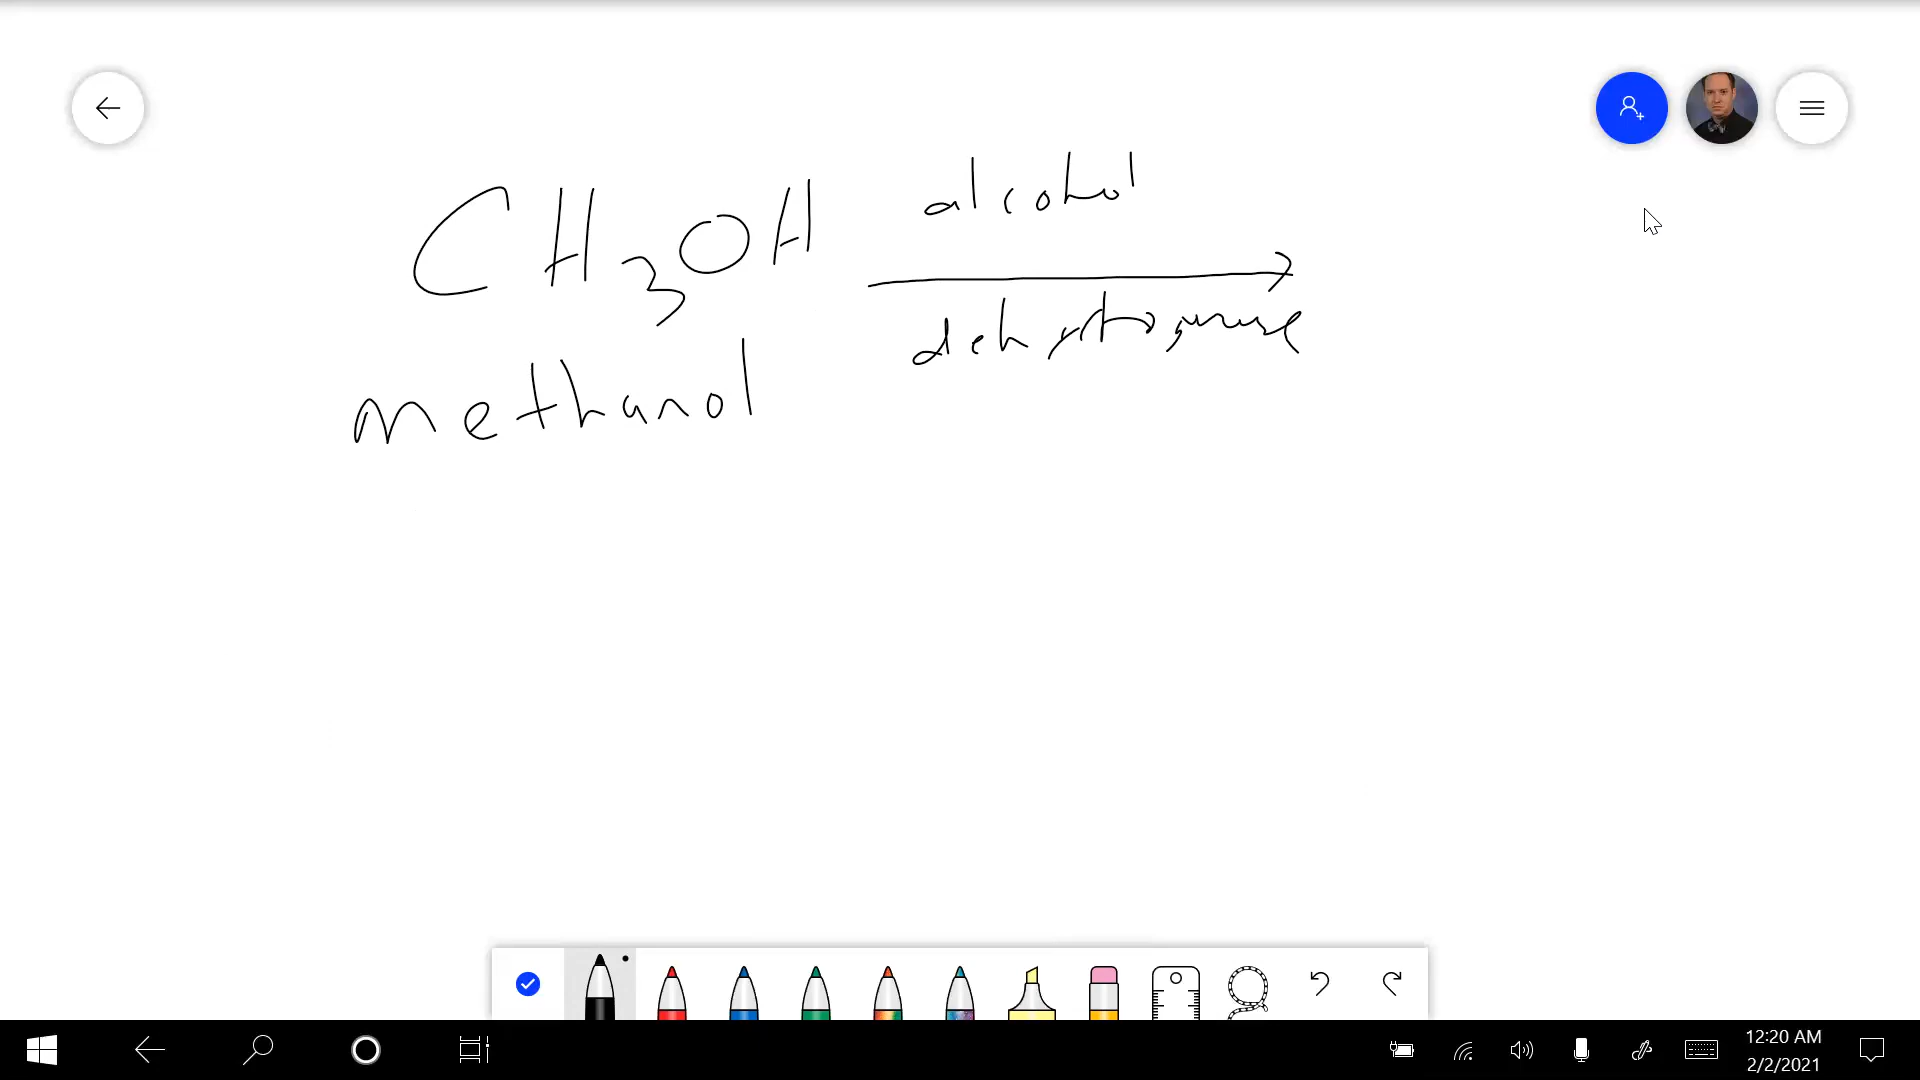 alcohol
CH₃OH
dehydrogenase
methanol
12:20 AM
2/2/2021